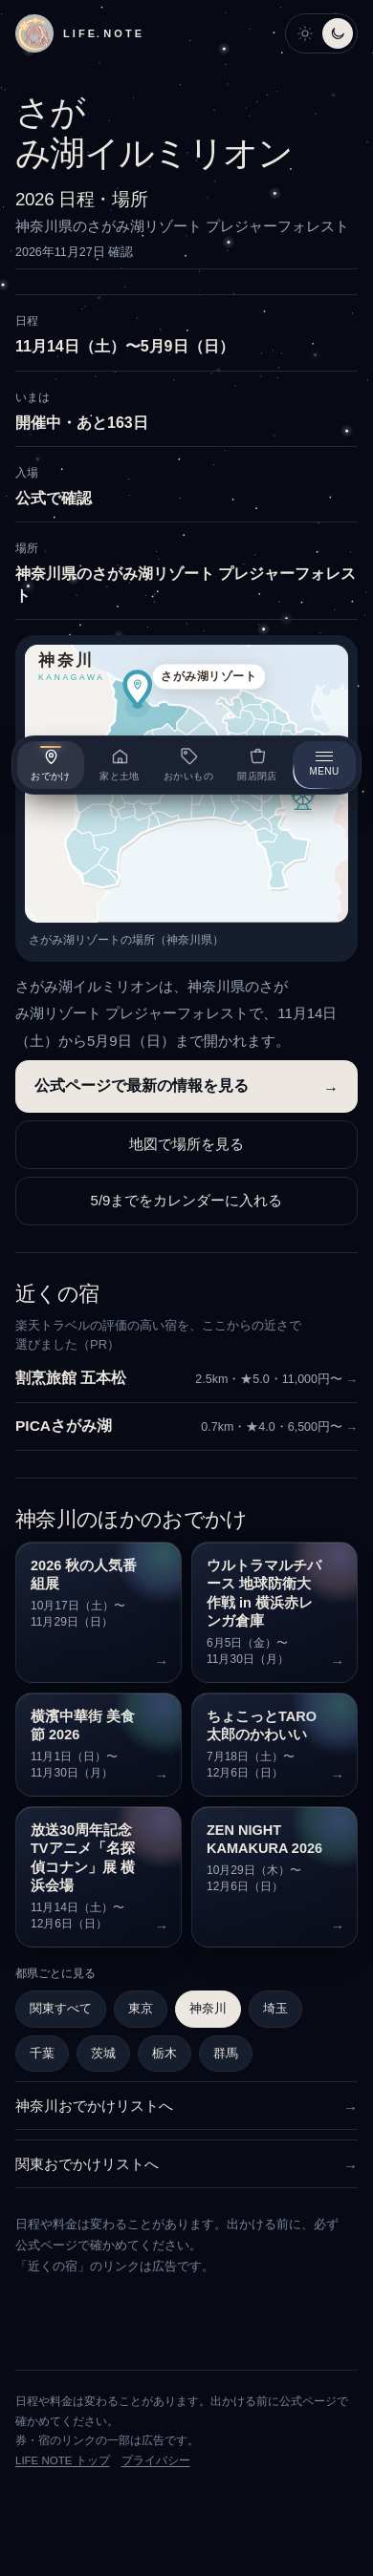 LIFE NOTE
さが
み湖イルミリオン
2026 日程・場所
神奈川県のさがみ湖リゾート プレジャーフォレスト
2026年11月27日 確認
日程
11月14日（土）〜5月9日（日）
いまは
開催中・あと163日
入場
公式で確認
場所
神奈川県のさがみ湖リゾート プレジャーフォレス
ト
神奈川
KANAGAWA
さがみ湖リゾート
おでかけ
家と土地
おかいもの
開店閉店
MENU
さがみ湖リゾートの場所（神奈川県）
さがみ湖イルミリオンは、神奈川県のさが
み湖リゾート プレジャーフォレストで、11月14日
（土）から5月9日（日）まで開かれます。
公式ページで最新の情報を見る →
地図で場所を見る
5/9までをカレンダーに入れる
近くの宿
楽天トラベルの評価の高い宿を、ここからの近さで
選びました（PR）
割烹旅館 五本松 2.5km・★5.0・11,000円〜 →
PICAさがみ湖 0.7km・★4.0・6,500円〜 →
神奈川のほかのおでかけ
2026 秋の人気番
組展
10月17日（土）〜
11月29日（日）
→
ウルトラマルチバ
ース 地球防衛大
作戦 in 横浜赤レ
ンガ倉庫
6月5日（金）〜
11月30日（月）
→
横濱中華街 美食
節 2026
11月1日（日）〜
11月30日（月）
→
ちょこっとTARO
太郎のかわいい
7月18日（土）〜
12月6日（日）
→
放送30周年記念
TVアニメ「名探
偵コナン」展 横
浜会場
11月14日（土）〜
12月6日（日）
→
ZEN NIGHT
KAMAKURA 2026
10月29日（木）〜
12月6日（日）
→
都県ごとに見る
関東すべて
東京
神奈川
埼玉
千葉
茨城
栃木
群馬
神奈川おでかけリストへ →
関東おでかけリストへ →
日程や料金は変わることがあります。出かける前に、必ず
公式ページで確かめてください。
「近くの宿」のリンクは広告です。
日程や料金は変わることがあります。出かける前に公式ページで
確かめてください。
券・宿のリンクの一部は広告です。
LIFE NOTE トップ プライバシー